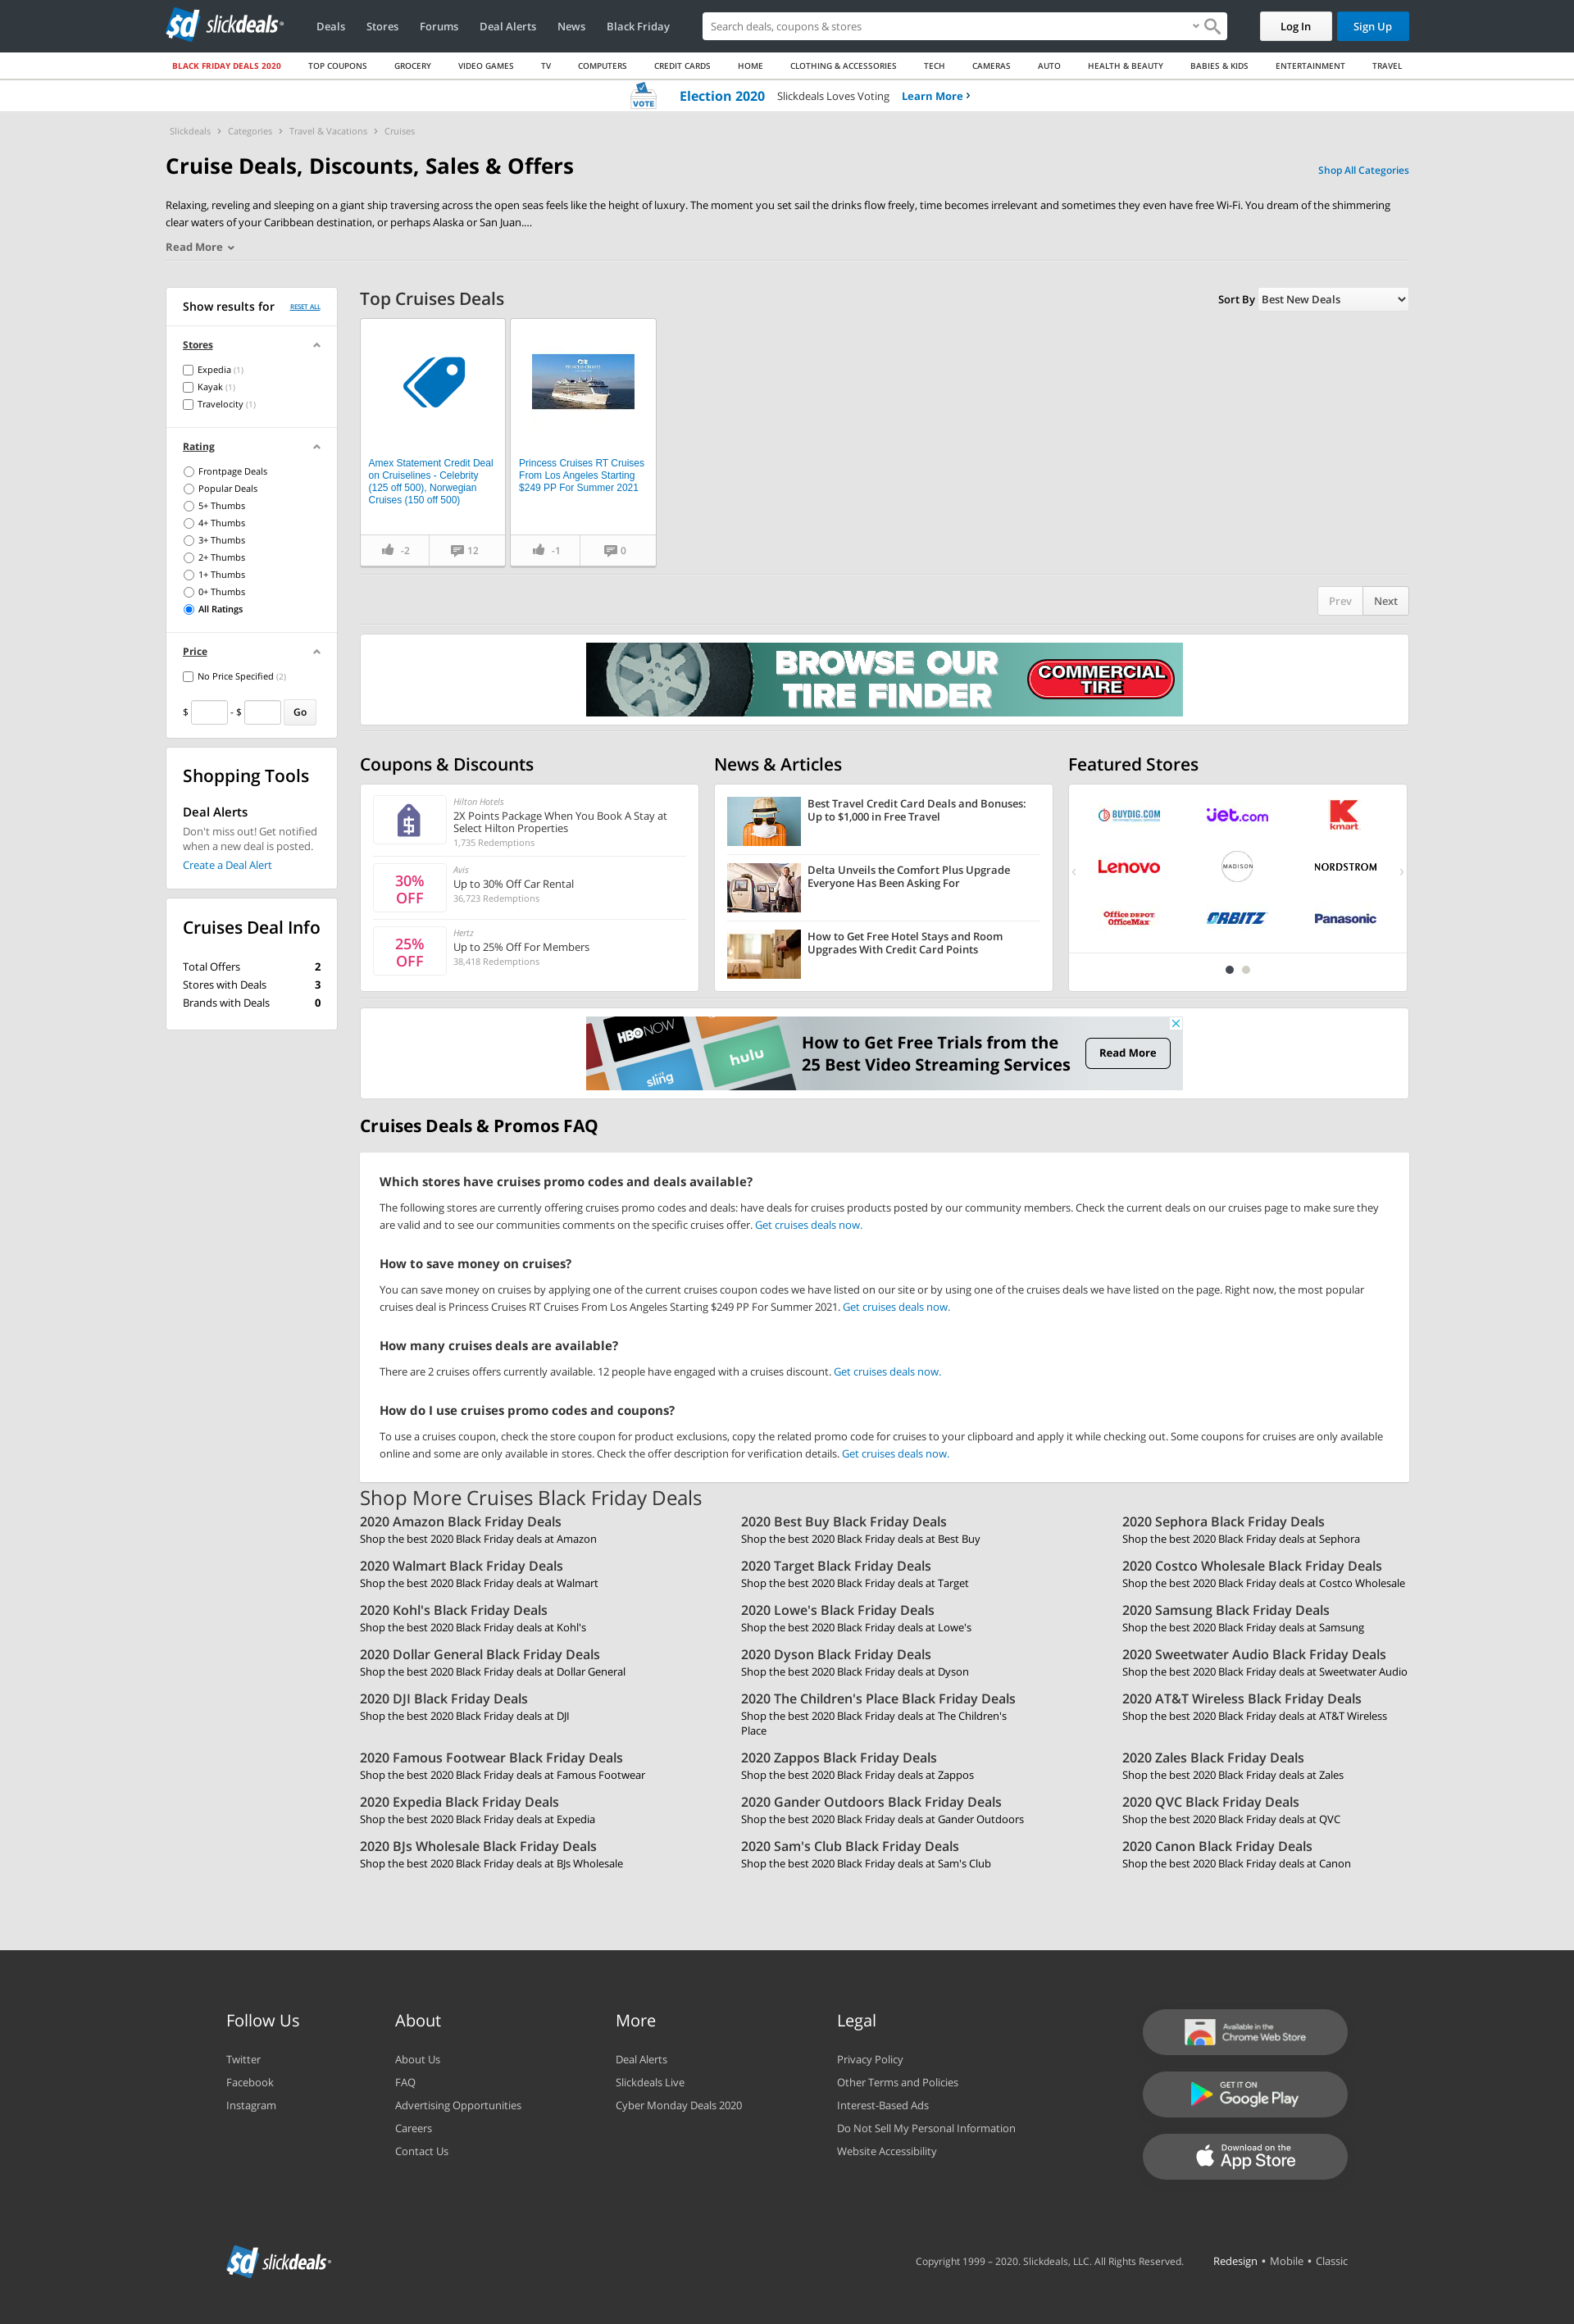 sd slickdeals
Deals Stores Forums Deal Alerts News Black Friday
Search deals, coupons & stores
Log In Sign Up
BLACK FRIDAY DEALS 2020 TOP COUPONS GROCERY VIDEO GAMES TV COMPUTERS CREDIT CARDS HOME CLOTHING & ACCESSORIES TECH CAMERAS AUTO HEALTH & BEAUTY BABIES & KIDS ENTERTAINMENT TRAVEL
VOTE Election 2020 Slickdeals Loves Voting Learn More
Slickdeals Categories Travel & Vacations Cruises
Cruise Deals, Discounts, Sales & Offers
Shop All Categories
Relaxing, reveling and sleeping on a giant ship traversing across the open seas feels like the height of luxury. The moment you set sail the drinks flow freely, time becomes irrelevant and sometimes they even have free Wi-Fi. You dream of the shimmering
clear waters of your Caribbean destination, or perhaps Alaska or San Juan....
Read More
Show results for RESET ALL
Stores
Expedia (1)
Kayak (1)
Travelocity (1)
Rating
Frontpage Deals
Popular Deals
5+ Thumbs
4+ Thumbs
3+ Thumbs
2+ Thumbs
1+ Thumbs
0+ Thumbs
All Ratings
Price
No Price Specified (2)
$ - $ Go
Shopping Tools
Deal Alerts
Don't miss out! Get notified
when a new deal is posted.
Create a Deal Alert
Cruises Deal Info
Total Offers 2
Stores with Deals 3
Brands with Deals 0
Top Cruises Deals
Sort By Best New Deals
Amex Statement Credit Deal
on Cruiselines - Celebrity
(125 off 500), Norwegian
Cruises (150 off 500)
-2 12
PRINCESS CRUISES
Princess Cruises RT Cruises
From Los Angeles Starting
$249 PP For Summer 2021
-1 0
Prev Next
BROWSE OUR
TIRE FINDER
COMMERCIAL
TIRE
Coupons & Discounts
Hilton Hotels
2X Points Package When You Book A Stay at
Select Hilton Properties
1,735 Redemptions
30%
OFF
Avis
Up to 30% Off Car Rental
36,723 Redemptions
25%
OFF
Hertz
Up to 25% Off For Members
38,418 Redemptions
News & Articles
Best Travel Credit Card Deals and Bonuses:
Up to $1,000 in Free Travel
Delta Unveils the Comfort Plus Upgrade
Everyone Has Been Asking For
How to Get Free Hotel Stays and Room
Upgrades With Credit Card Points
Featured Stores
BUYDIG.COM jet.com kmart
Lenovo MADISON NORDSTROM
Office DEPOT OfficeMax ORBITZ Panasonic
HBO NOW
hulu
sling
How to Get Free Trials from the
25 Best Video Streaming Services
Read More
Cruises Deals & Promos FAQ
Which stores have cruises promo codes and deals available?
The following stores are currently offering cruises promo codes and deals: have deals for cruises products posted by our community members. Check the current deals on our cruises page to make sure they
are valid and to see our communities comments on the specific cruises offer. Get cruises deals now.
How to save money on cruises?
You can save money on cruises by applying one of the current cruises coupon codes we have listed on our site or by using one of the cruises deals we have listed on the page. Right now, the most popular
cruises deal is Princess Cruises RT Cruises From Los Angeles Starting $249 PP For Summer 2021. Get cruises deals now.
How many cruises deals are available?
There are 2 cruises offers currently available. 12 people have engaged with a cruises discount. Get cruises deals now.
How do I use cruises promo codes and coupons?
To use a cruises coupon, check the store coupon for product exclusions, copy the related promo code for cruises to your clipboard and apply it while checking out. Some coupons for cruises are only available
online and some are only available in stores. Check the offer description for verification details. Get cruises deals now.
Shop More Cruises Black Friday Deals
2020 Amazon Black Friday Deals 2020 Best Buy Black Friday Deals 2020 Sephora Black Friday Deals
Shop the best 2020 Black Friday deals at Amazon Shop the best 2020 Black Friday deals at Best Buy Shop the best 2020 Black Friday deals at Sephora
2020 Walmart Black Friday Deals 2020 Target Black Friday Deals 2020 Costco Wholesale Black Friday Deals
Shop the best 2020 Black Friday deals at Walmart Shop the best 2020 Black Friday deals at Target Shop the best 2020 Black Friday deals at Costco Wholesale
2020 Kohl's Black Friday Deals 2020 Lowe's Black Friday Deals 2020 Samsung Black Friday Deals
Shop the best 2020 Black Friday deals at Kohl's Shop the best 2020 Black Friday deals at Lowe's Shop the best 2020 Black Friday deals at Samsung
2020 Dollar General Black Friday Deals 2020 Dyson Black Friday Deals 2020 Sweetwater Audio Black Friday Deals
Shop the best 2020 Black Friday deals at Dollar General Shop the best 2020 Black Friday deals at Dyson Shop the best 2020 Black Friday deals at Sweetwater Audio
2020 DJI Black Friday Deals 2020 The Children's Place Black Friday Deals 2020 AT&T Wireless Black Friday Deals
Shop the best 2020 Black Friday deals at DJI Shop the best 2020 Black Friday deals at The Children's Shop the best 2020 Black Friday deals at AT&T Wireless
Place
2020 Famous Footwear Black Friday Deals 2020 Zappos Black Friday Deals 2020 Zales Black Friday Deals
Shop the best 2020 Black Friday deals at Famous Footwear Shop the best 2020 Black Friday deals at Zappos Shop the best 2020 Black Friday deals at Zales
2020 Expedia Black Friday Deals 2020 Gander Outdoors Black Friday Deals 2020 QVC Black Friday Deals
Shop the best 2020 Black Friday deals at Expedia Shop the best 2020 Black Friday deals at Gander Outdoors Shop the best 2020 Black Friday deals at QVC
2020 BJs Wholesale Black Friday Deals 2020 Sam's Club Black Friday Deals 2020 Canon Black Friday Deals
Shop the best 2020 Black Friday deals at BJs Wholesale Shop the best 2020 Black Friday deals at Sam's Club Shop the best 2020 Black Friday deals at Canon
Follow Us
Twitter
Facebook
Instagram
About
About Us
FAQ
Advertising Opportunities
Careers
Contact Us
More
Deal Alerts
Slickdeals Live
Cyber Monday Deals 2020
Legal
Privacy Policy
Other Terms and Policies
Interest-Based Ads
Do Not Sell My Personal Information
Website Accessibility
Available in the
Chrome Web Store
GET IT ON
Google Play
Download on the
App Store
sd slickdeals
Copyright 1999 – 2020. Slickdeals, LLC. All Rights Reserved. Redesign • Mobile • Classic